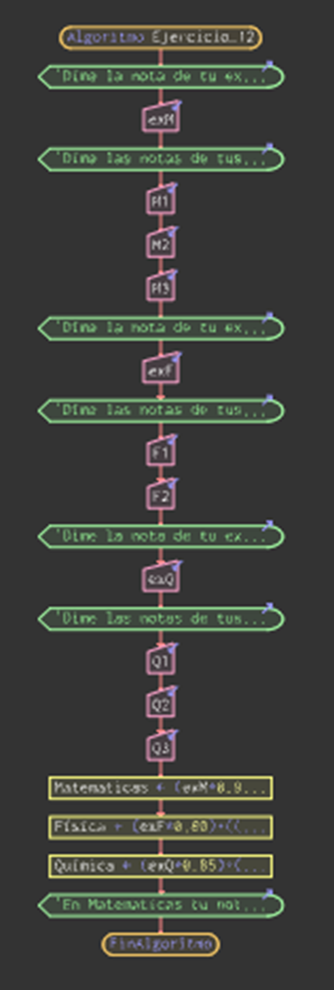 Algoritmo Ejercicio_12
'Dime la nota de tu ex...
exM
'Dime las notas de tus...
M1
M2
M3
'Dime la nota de tu ex...
exF
'Dime las notas de tus...
F1
F2
'Dime la nota de tu ex...
exQ
'Dime las notas de tus...
Q1
Q2
Q3
Matematicas ← (exM*0.9...
Física ← (exF*0.80)+((...
Química ← (exQ*0.85)+(...
'En Matematicas tu not...
FinAlgoritmo